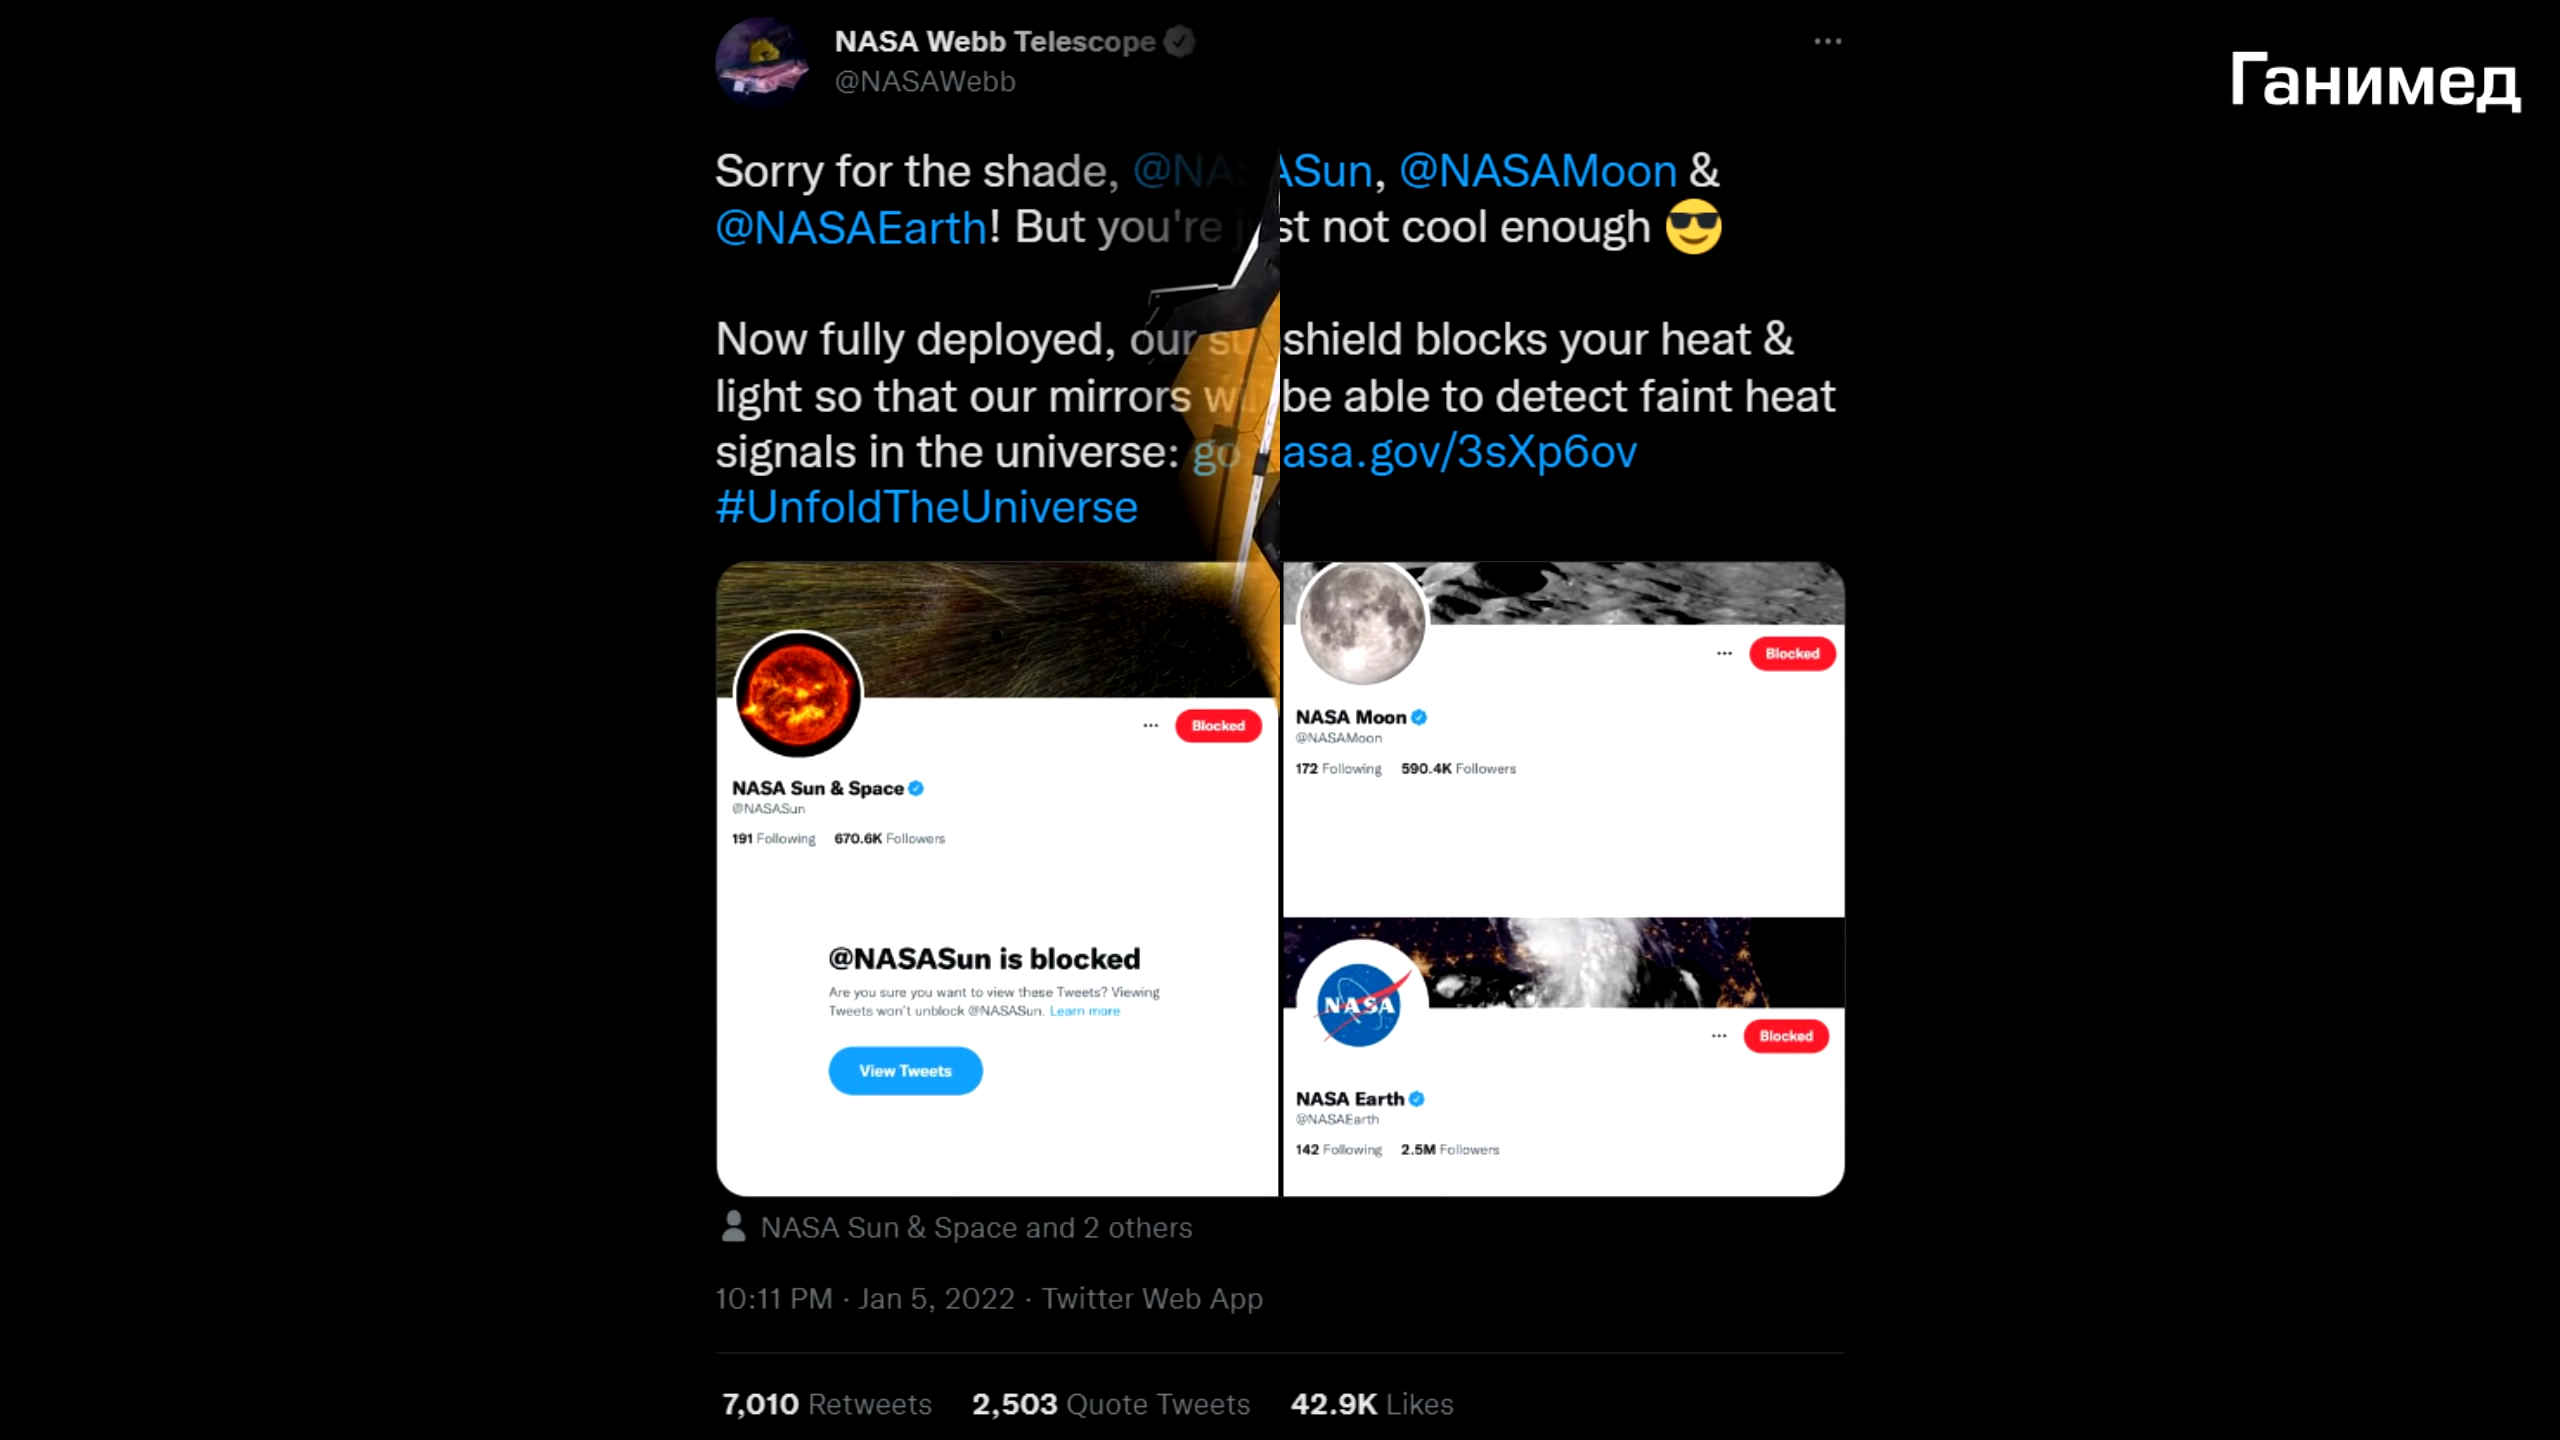 NASA Webb Telescope
@NASAWebb
Ганимед
Sorry for the shade, @NASASun, @NASAMoon &
@NASAEarth! But you're just not cool enough 😎
Now fully deployed, our sunshield blocks your heat &
light so that our mirrors will be able to detect faint heat
signals in the universe: go.nasa.gov/3sXp6ov
#UnfoldTheUniverse
Blocked
NASA Sun & Space
@NASASun
191 Following 670.6K Followers
@NASASun is blocked
Are you sure you want to view these Tweets? Viewing
Tweets won't unblock @NASASun. Learn more
View Tweets
Blocked
NASA Moon
@NASAMoon
172 Following 590.4K Followers
NASA
Blocked
NASA Earth
@NASAEarth
142 Following 2.5M Followers
NASA Sun & Space and 2 others
10:11 PM · Jan 5, 2022 · Twitter Web App
7,010 Retweets 2,503 Quote Tweets 42.9K Likes